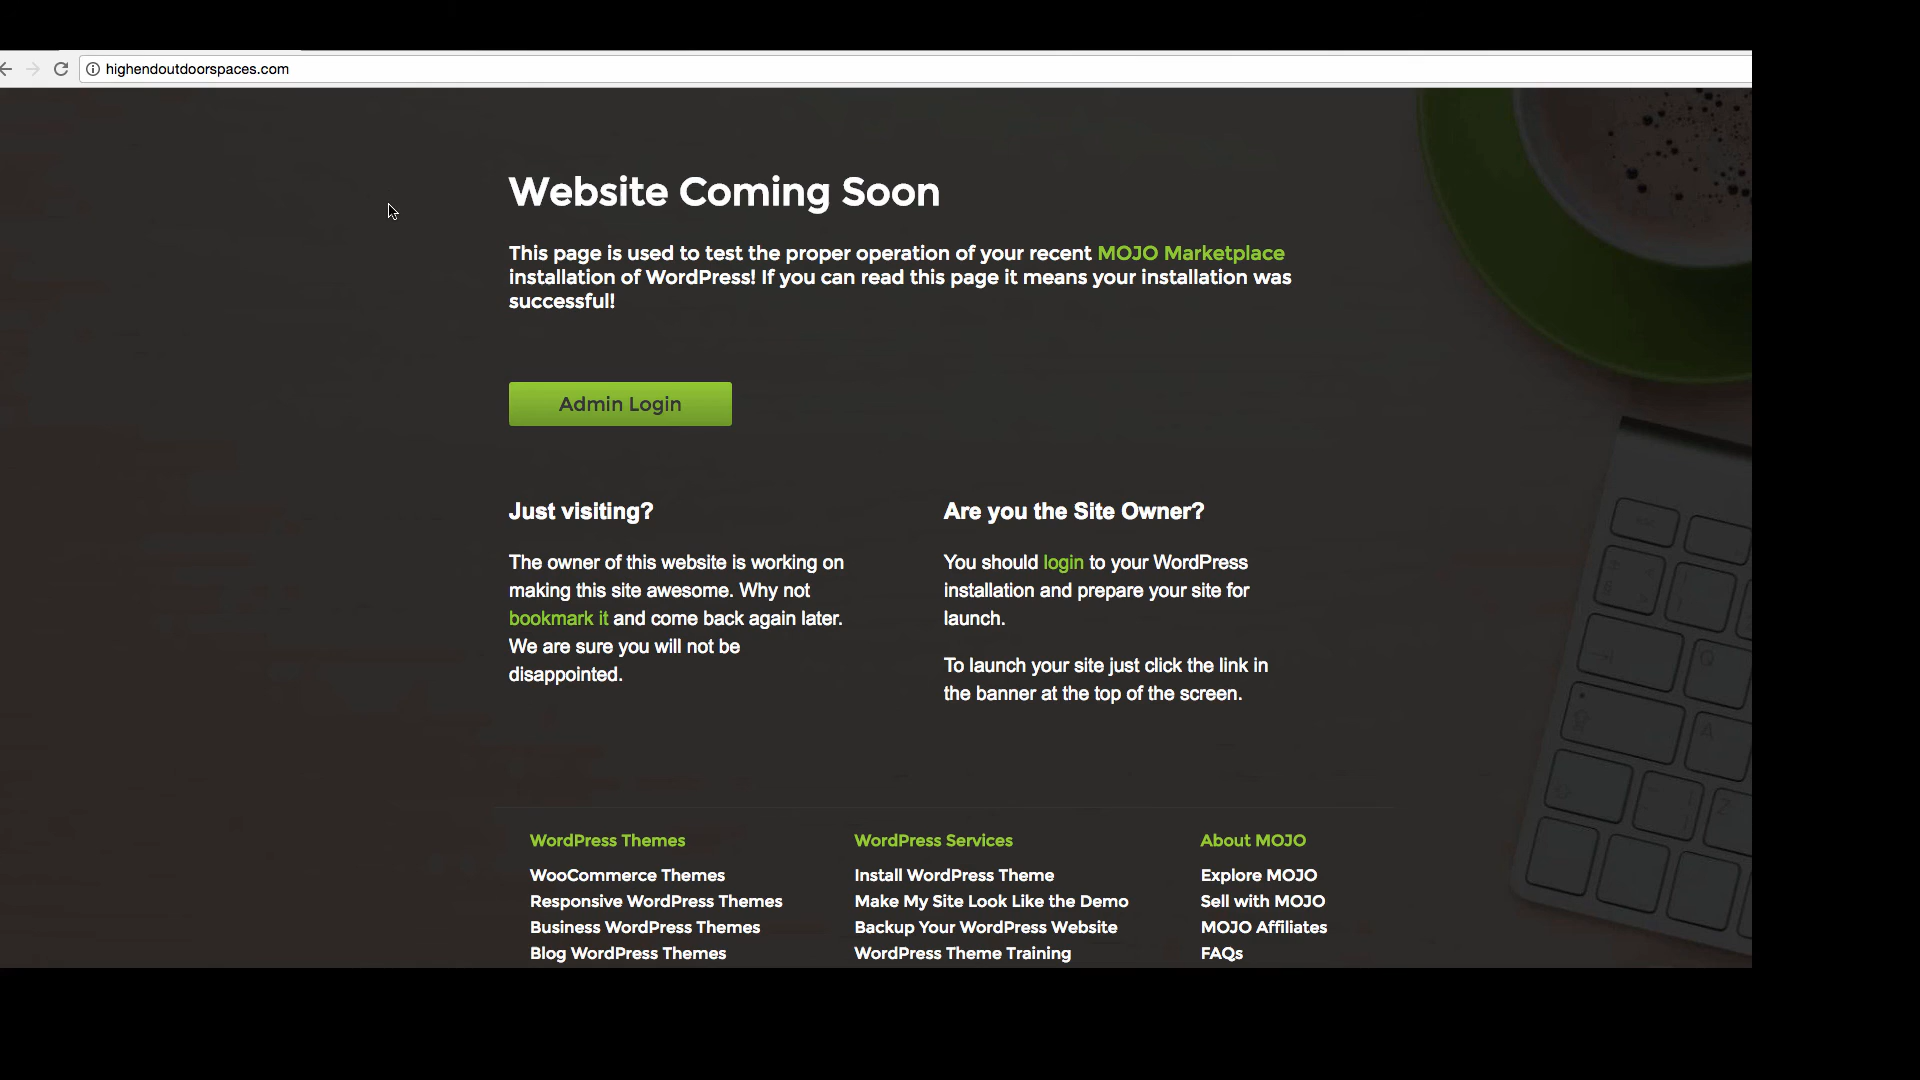 highendoutdoorspaces.com
Website Coming Soon
This page is used to test the proper operation of your recent MOJO Marketplace
installation of WordPress! If you can read this page it means your installation was
successful!
Admin Login
Just visiting?
The owner of this website is working on
making this site awesome. Why not
bookmark it and come back again later.
We are sure you will not be
disappointed.
Are you the Site Owner?
You should login to your WordPress
installation and prepare your site for
launch.
To launch your site just click the link in
the banner at the top of the screen.
WordPress Themes
WooCommerce Themes
Responsive WordPress Themes
Business WordPress Themes
Blog WordPress Themes
WordPress Services
Install WordPress Theme
Make My Site Look Like the Demo
Backup Your WordPress Website
WordPress Theme Training
About MOJO
Explore MOJO
Sell with MOJO
MOJO Affiliates
FAQs